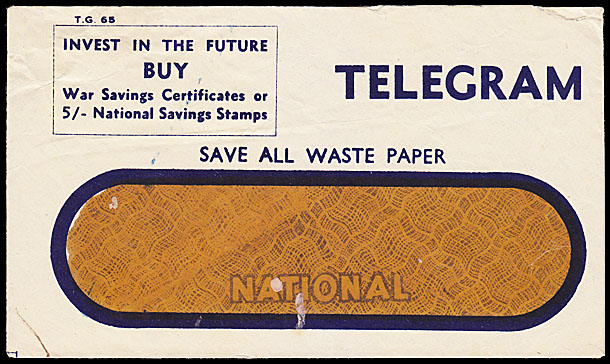 T.G. 65
INVEST IN THE FUTURE
BUY
War Savings Certificates or
5/- National Savings Stamps
TELEGRAM
SAVE ALL WASTE PAPER
NATIONAL